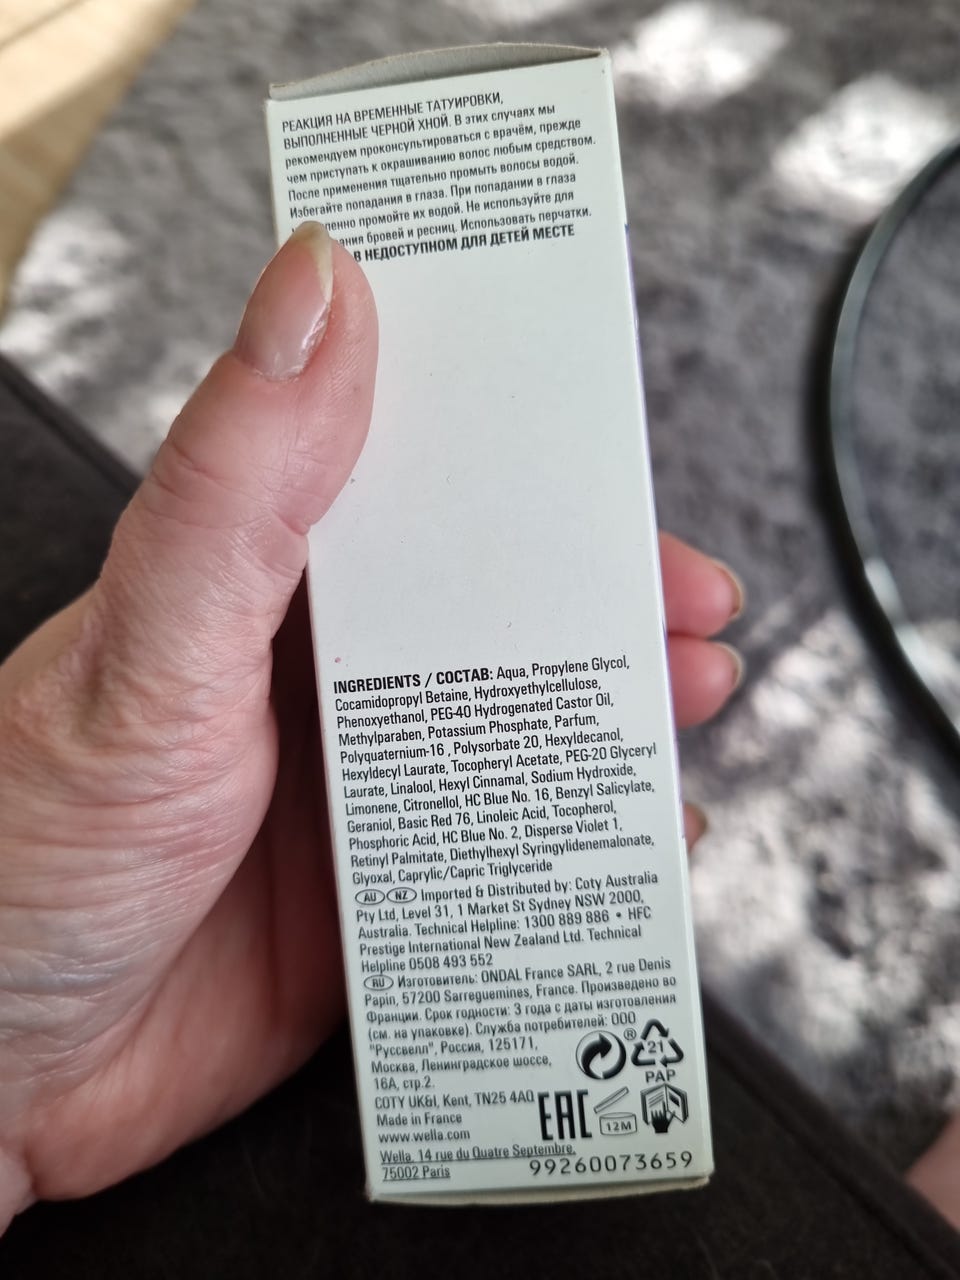 РЕАКЦИЯ НА ВРЕМЕННЫЕ ТАТУИРОВКИ,
ВЫПОЛНЕННЫЕ ЧЕРНОЙ ХНОЙ. В этих случаях мы
рекомендуем проконсультироваться с врачём, прежде
чем приступать к окрашиванию волос любым средством.
После применения тщательно промыть волосы водой.
Избегайте попадания в глаза. При попадании в глаза
промойте их водой. Не используйте для
бровей и ресниц. Использовать перчатки.
В НЕДОСТУПНОМ ДЛЯ ДЕТЕЙ МЕСТЕ
INGREDIENTS / СОСТАВ: Aqua, Propylene Glycol,
Cocamidopropyl Betaine, Hydroxyethylcellulose,
Phenoxyethanol, PEG-40 Hydrogenated Castor Oil,
Methylparaben, Potassium Phosphate, Parfum,
Polyquaternium-16 , Polysorbate 20, Hexyldecanol,
Hexyldecyl Laurate, Tocopheryl Acetate, PEG-20 Glyceryl
Laurate, Linalool, Hexyl Cinnamal, Sodium Hydroxide,
Limonene, Citronellol, HC Blue No. 16, Benzyl Salicylate,
Geraniol, Basic Red 76, Linoleic Acid, Tocopherol,
Phosphoric Acid, HC Blue No. 2, Disperse Violet 1,
Retinyl Palmitate, Diethylhexyl Syringylidenemalonate,
Glyoxal, Caprylic/Capric Triglyceride
AU NZ Imported & Distributed by: Coty Australia
Pty Ltd, Level 31, 1 Market St Sydney NSW 2000,
Australia. Technical Helpline: 1300 889 886 • HFC
Prestige International New Zealand Ltd. Technical
Helpline 0508 493 552
RU Изготовитель: ONDAL France SARL, 2 rue Denis
Papin, 57200 Sarreguemines, France. Произведено во
Франции. Срок годности: 3 года с даты изготовления
(см. на упаковке). Служба потребителей: ООО
"Руссвелл", Россия, 125171,
Москва, Ленинградское шоссе,
16А, стр.2.
COTY UK&I, Kent, TN25 4AQ
Made in France
www.wella.com
Wella, 14 rue du Quatre Septembre,
75002 Paris
®
21
PAP
EAC
12M
99260073659